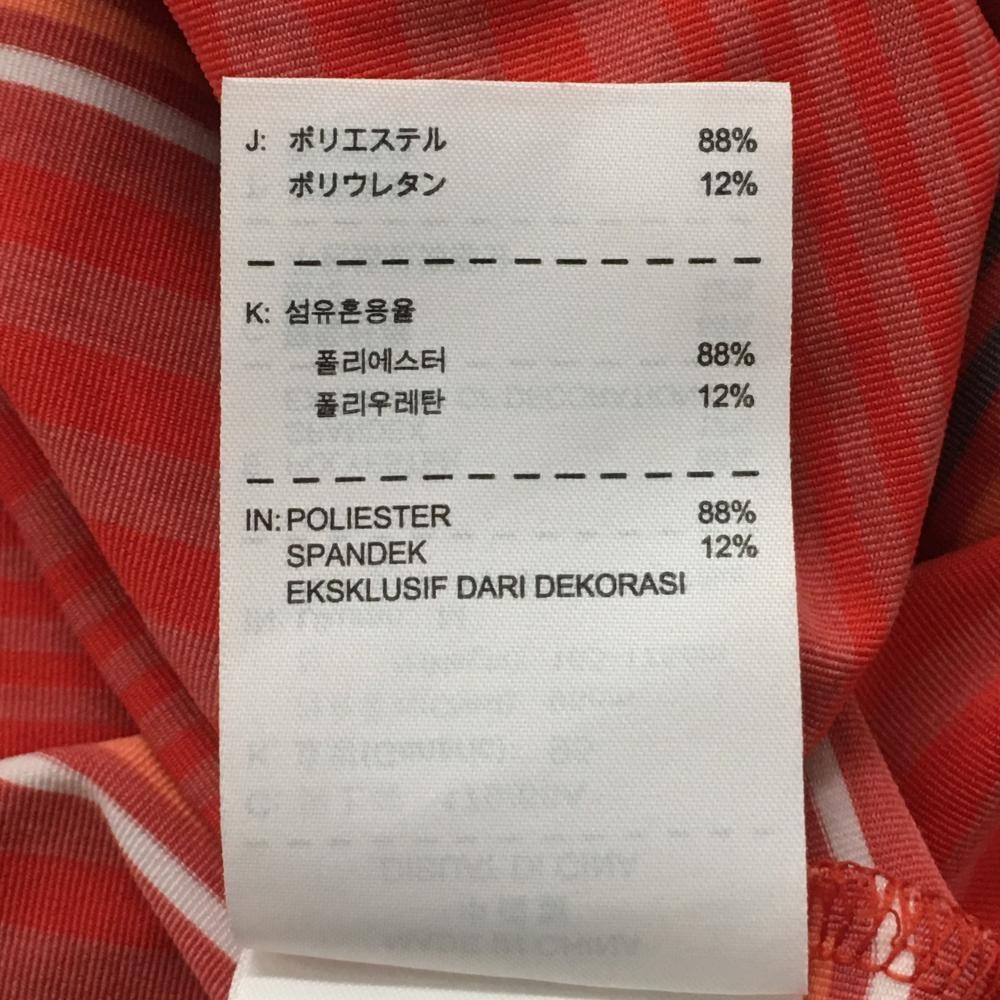 J: ポリエステル 88%
ポリウレタン 12%
K: 섬유혼용율
폴리에스터 88%
폴리우레탄 12%
IN: POLIESTER 88%
SPANDEK 12%
EKSKLUSIF DARI DEKORASI